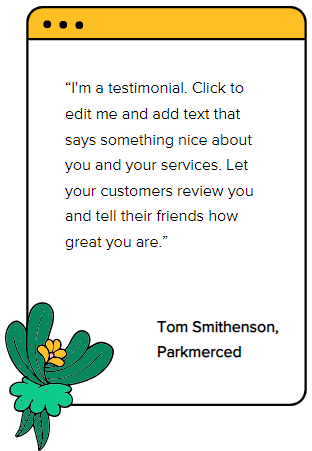 “I'm a testimonial. Click to
edit me and add text that
says something nice about
you and your services. Let
your customers review you
and tell their friends how
great you are.”
Tom Smithenson,
Parkmerced